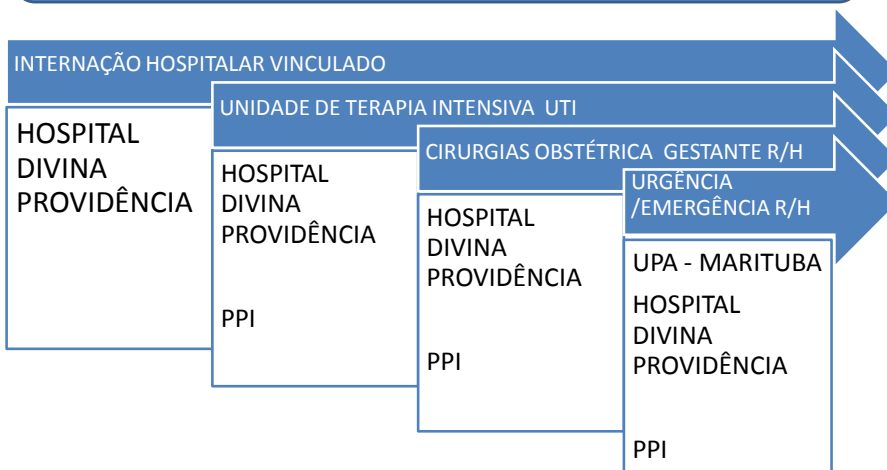 INTERNAÇÃO HOSPITALAR VINCULADO
HOSPITAL
DIVINA
PROVIDÊNCIA
UNIDADE DE TERAPIA INTENSIVA UTI
HOSPITAL
DIVINA
PROVIDÊNCIA
PPI
CIRURGIAS OBSTÉTRICA GESTANTE R/H
HOSPITAL
DIVINA
PROVIDÊNCIA
PPI
URGÊNCIA
/EMERGÊNCIA R/H
UPA - MARITUBA
HOSPITAL
DIVINA
PROVIDÊNCIA
PPI